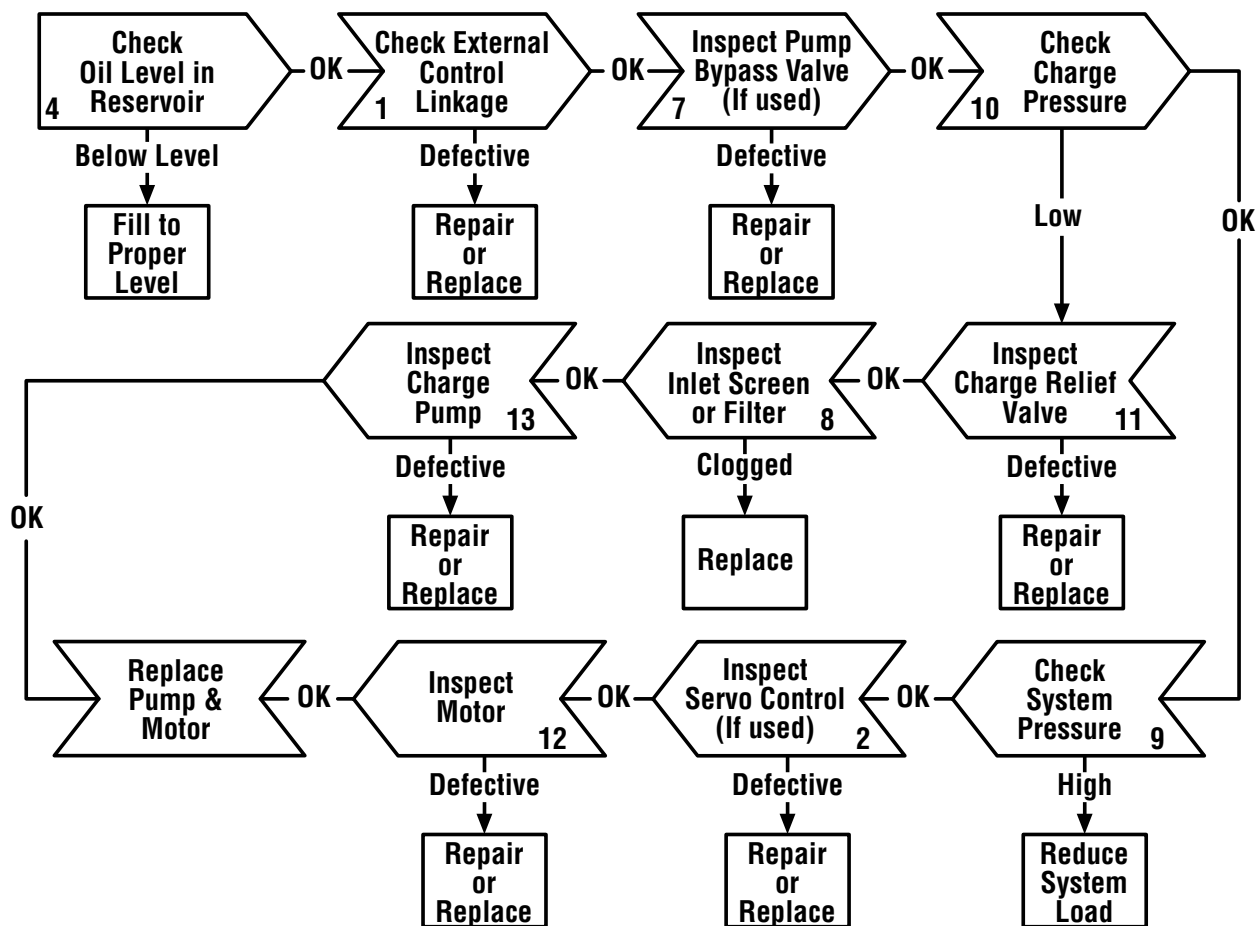 Check
Oil Level in
Reservoir
4
OK
Check External
Control
Linkage
1
OK
Inspect Pump
Bypass Valve
(If used)
7
OK
Check
Charge
Pressure
10
Below Level
Defective
Defective
Low
OK
Fill to
Proper
Level
Repair
or
Replace
Repair
or
Replace
Inspect
Charge Relief
Valve
11
OK
Inspect
Inlet Screen
or Filter
8
OK
Inspect
Charge
Pump
13
Defective
Clogged
Defective
OK
Repair
or
Replace
Replace
Repair
or
Replace
Check
System
Pressure
9
OK
Inspect
Servo Control
(If used)
2
OK
Inspect
Motor
12
OK
Replace
Pump &
Motor
High
Defective
Defective
Reduce
System
Load
Repair
or
Replace
Repair
or
Replace